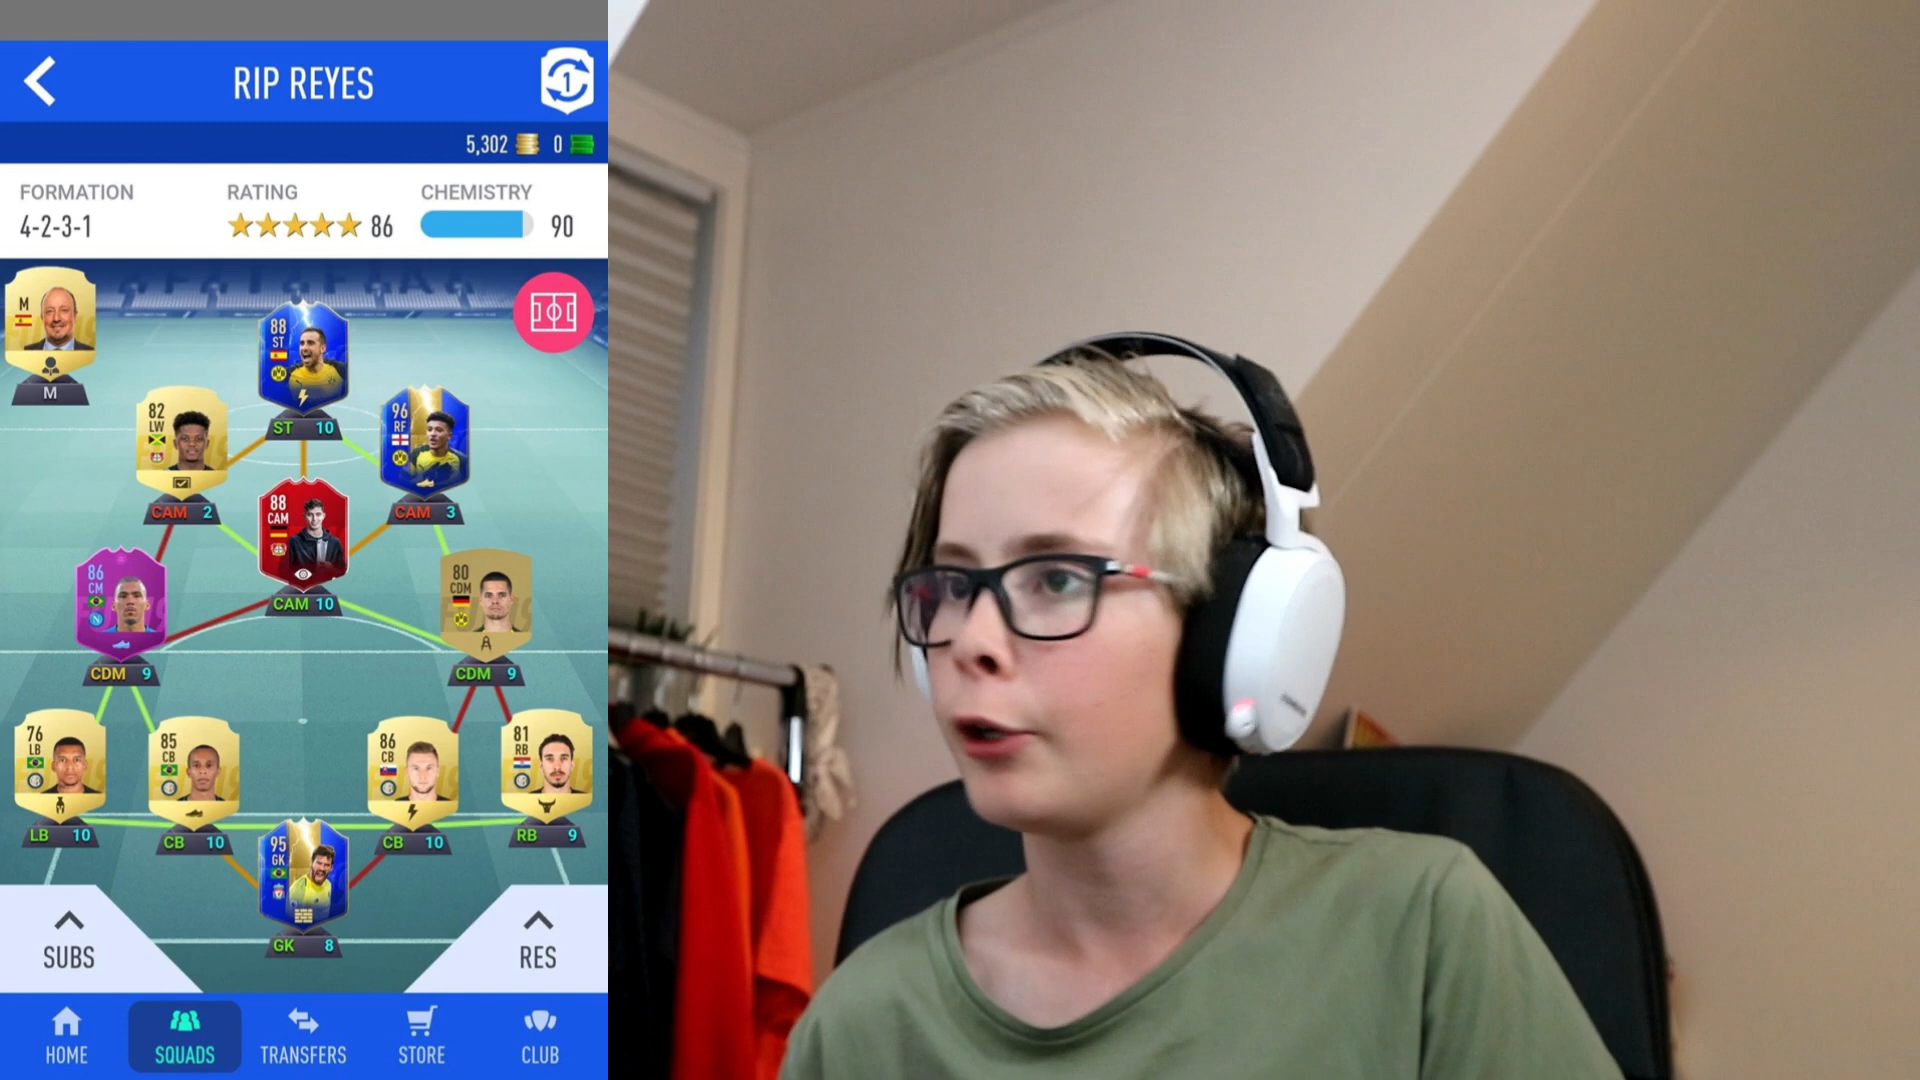 RIP REYES
1
5,302 0
FORMATION RATING CHEMISTRY
4-2-3-1 86 90
M
M
88
ST
ST 10
82
LW
CAM 2
96
RF
CAM 3
88
CAM
CAM 10
86
CM
CDM 9
80
CDM
CDM 9
76
LB
LB 10
85
CB
CB 10
86
CB
CB 10
81
RB
RB 9
95
GK
GK 8
SUBS RES
HOME SQUADS TRANSFERS STORE CLUB